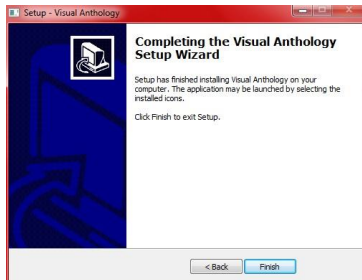 Setup - Visual Anthology
Completing the Visual Anthology
Setup Wizard
Setup has finished installing Visual Anthology on your
computer. The application may be launched by selecting the
installed icons.
Click Finish to exit Setup.
< Back
Finish